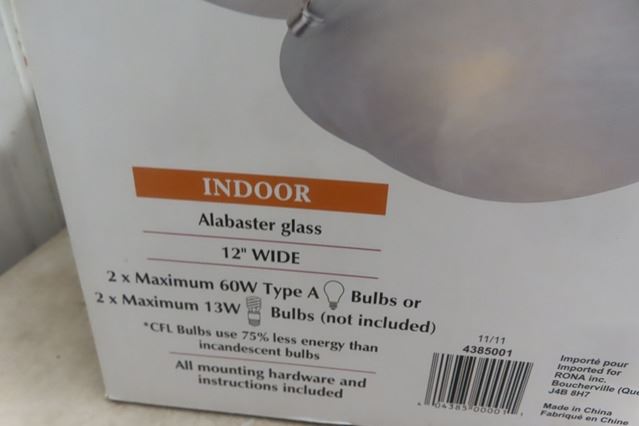 INDOOR
Alabaster glass
12" WIDE
2 x Maximum 60W Type A Bulbs or
2 x Maximum 13W Bulbs (not included)
*CFL Bulbs use 75% less energy than
incandescent bulbs
All mounting hardware and
instructions included
11/11
4385001
Importé pour
Imported for
RONA inc.
Boucherville (Qué
J4B 8H7
Made in China
Fabriqué en Chine